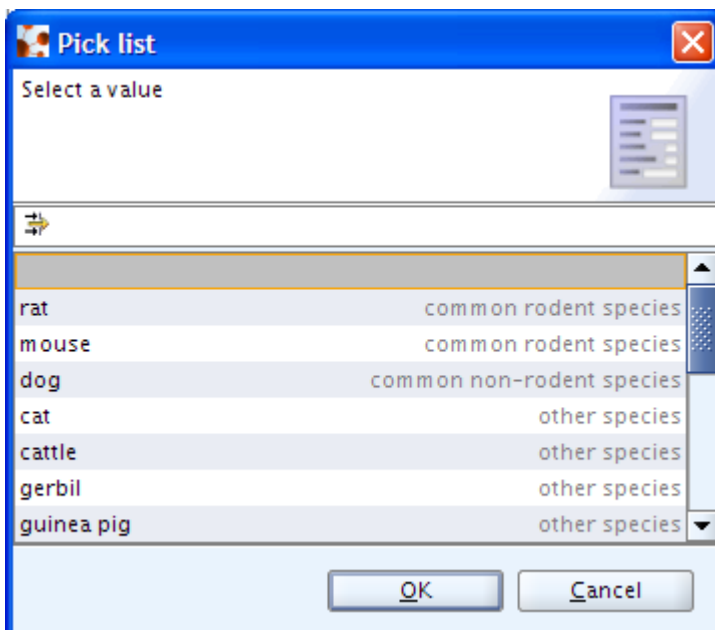 Pick list
Select a value
rat common rodent species
mouse common rodent species
dog common non-rodent species
cat other species
cattle other species
gerbil other species
guinea pig other species
OK Cancel